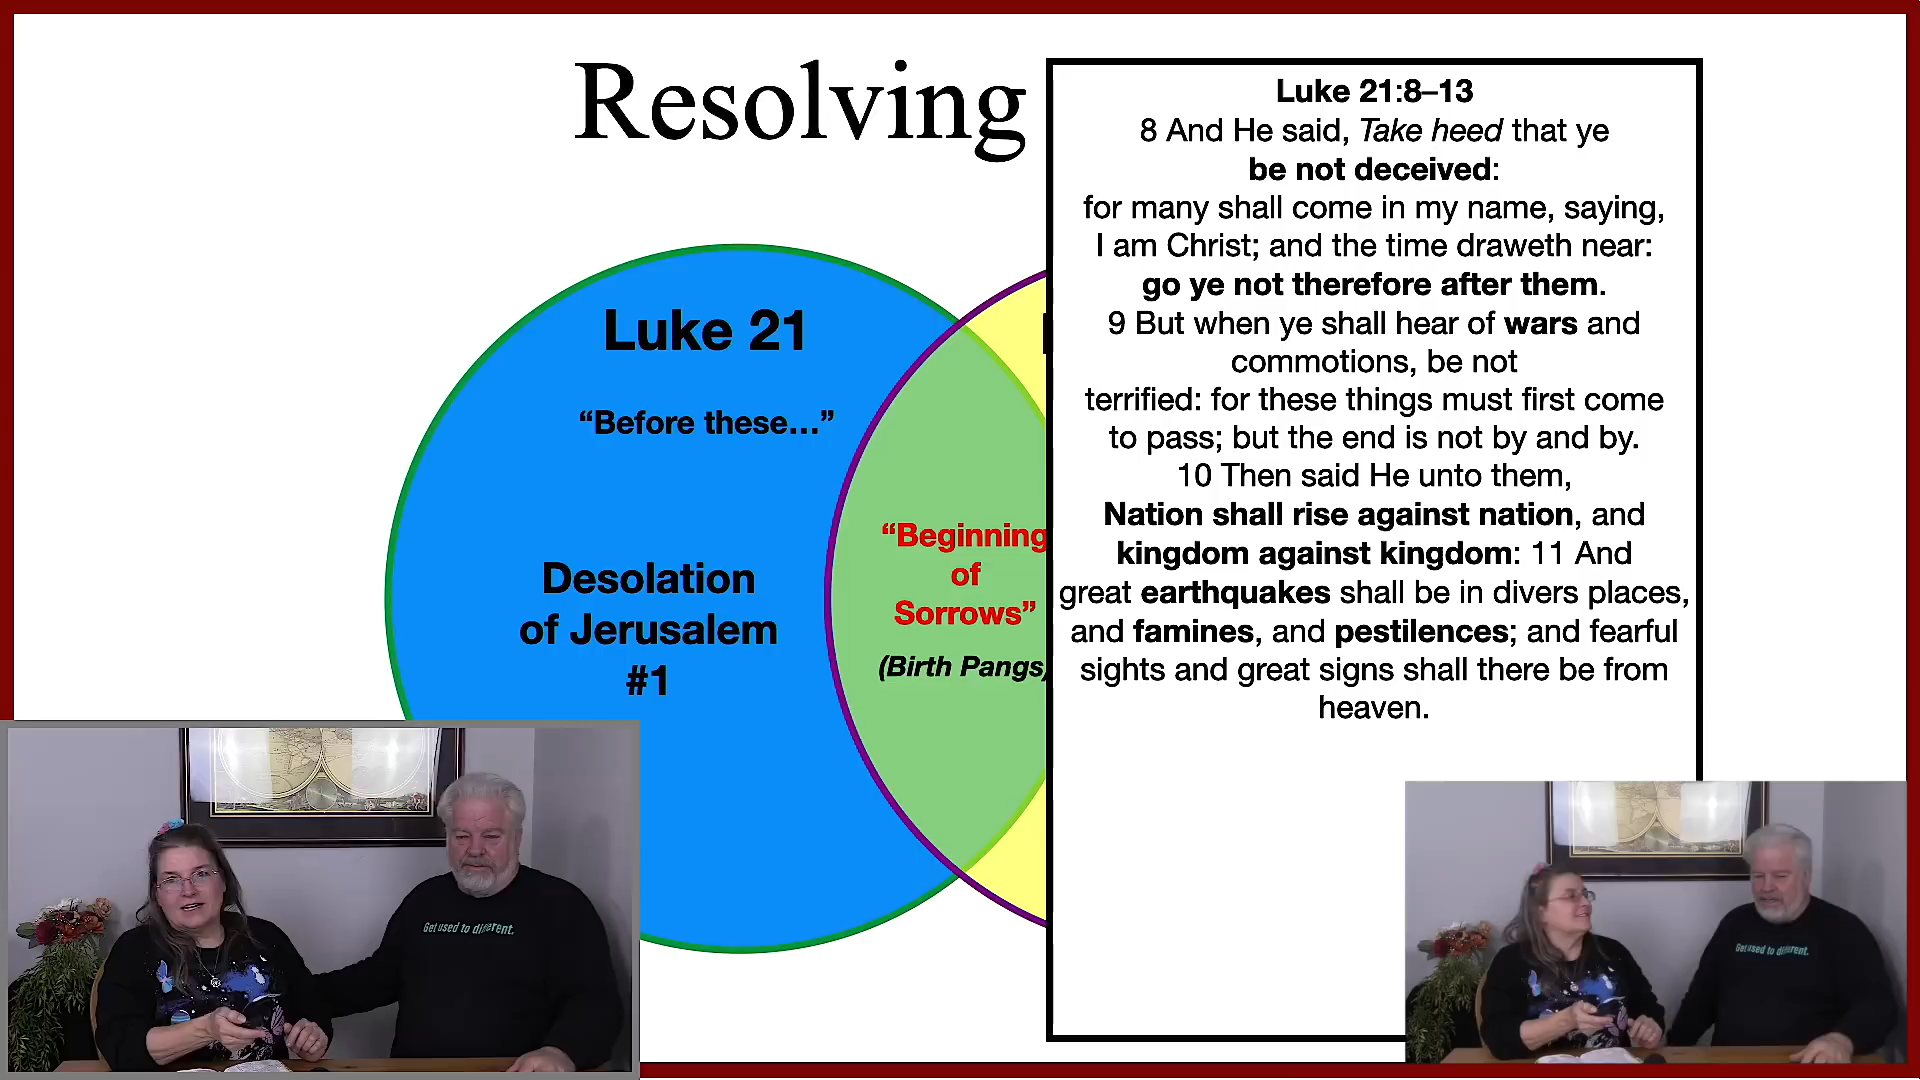 Resolving
Luke 21
“Before these...”
Desolation
of Jerusalem
#1
“Beginning
of
Sorrows”
(Birth Pangs)
Luke 21:8–13
8 And He said, Take heed that ye
be not deceived:
for many shall come in my name, saying,
I am Christ; and the time draweth near:
go ye not therefore after them.
9 But when ye shall hear of wars and
commotions, be not
terrified: for these things must first come
to pass; but the end is not by and by.
10 Then said He unto them,
Nation shall rise against nation, and
kingdom against kingdom: 11 And
great earthquakes shall be in divers places,
and famines, and pestilences; and fearful
sights and great signs shall there be from
heaven.
Get used to different.
Get used to different.